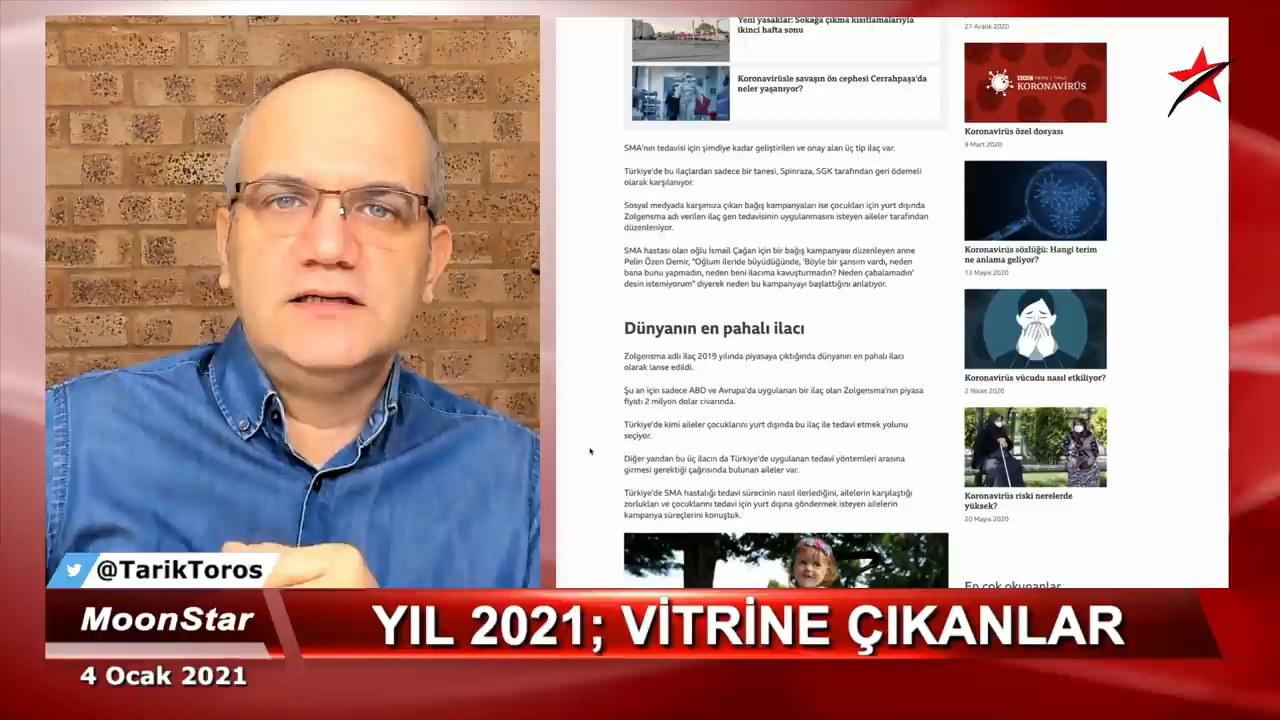 Yeni yasaklar: Sokağa çıkma kısıtlamalarıyla
ikinci hafta sonu
Koronavirüsle savaşın ön cephesi Cerrahpaşa'da
neler yaşanıyor?
SMA'nın tedavisi için şimdiye kadar geliştirilen ve onay alan üç tip ilaç var.
Türkiye'de bu ilaçlardan sadece bir tanesi, Spinraza, SGK tarafından geri ödemeli
olarak karşılanıyor.
Sosyal medyada karşımıza çıkan bağış kampanyaları ise çocukları için yurt dışında
Zolgensma adı verilen ilaç gen tedavisinin uygulanmasını isteyen aileler tarafından
düzenleniyor.
SMA hastası olan oğlu İsmail Çağan için bir bağış kampanyası düzenleyen anne
Pelin Özen Demir, "Oğlum ileride büyüdüğünde, 'Böyle bir şansım vardı, neden
bana bunu yapmadın, neden beni ilacıma kavuşturmadın? Neden çabalamadın'
desin istemiyorum" diyerek neden bu kampanyayı başlattığını anlatıyor.
Dünyanın en pahalı ilacı
Zolgensma adlı ilaç 2019 yılında piyasaya çıktığında dünyanın en pahalı ilacı
olarak lanse edildi.
Şu an için sadece ABD ve Avrupa'da uygulanan bir ilaç olan Zolgensma'nın piyasa
fiyatı 2 milyon dolar civarında.
Türkiye'de kimi aileler çocuklarını yurt dışında bu ilaç ile tedavi etmek yolunu
seçiyor.
Diğer yandan bu üç ilacın da Türkiye'de uygulanan tedavi yöntemleri arasına
girmesi gerektiği çağrısında bulunan aileler var.
Türkiye'de SMA hastalığı tedavi sürecinin nasıl ilerlediğini, ailelerin karşılaştığı
zorlukları ve çocuklarını tedavi için yurt dışına göndermek isteyen ailelerin
kampanya süreçlerini konuştuk.
27 Aralık 2020
BBC NEWS
KORONAVİRÜS
Koronavirüs özel dosyası
9 Mart 2020
Koronavirüs sözlüğü: Hangi terim
ne anlama geliyor?
13 Mayıs 2020
Koronavirüs vücudu nasıl etkiliyor?
2 Nisan 2020
Koronavirüs riski nerelerde
yüksek?
20 Mayıs 2020
En çok okunanlar
@TarikToros
MoonStar
YIL 2021; VİTRİNE ÇIKANLAR
4 Ocak 2021